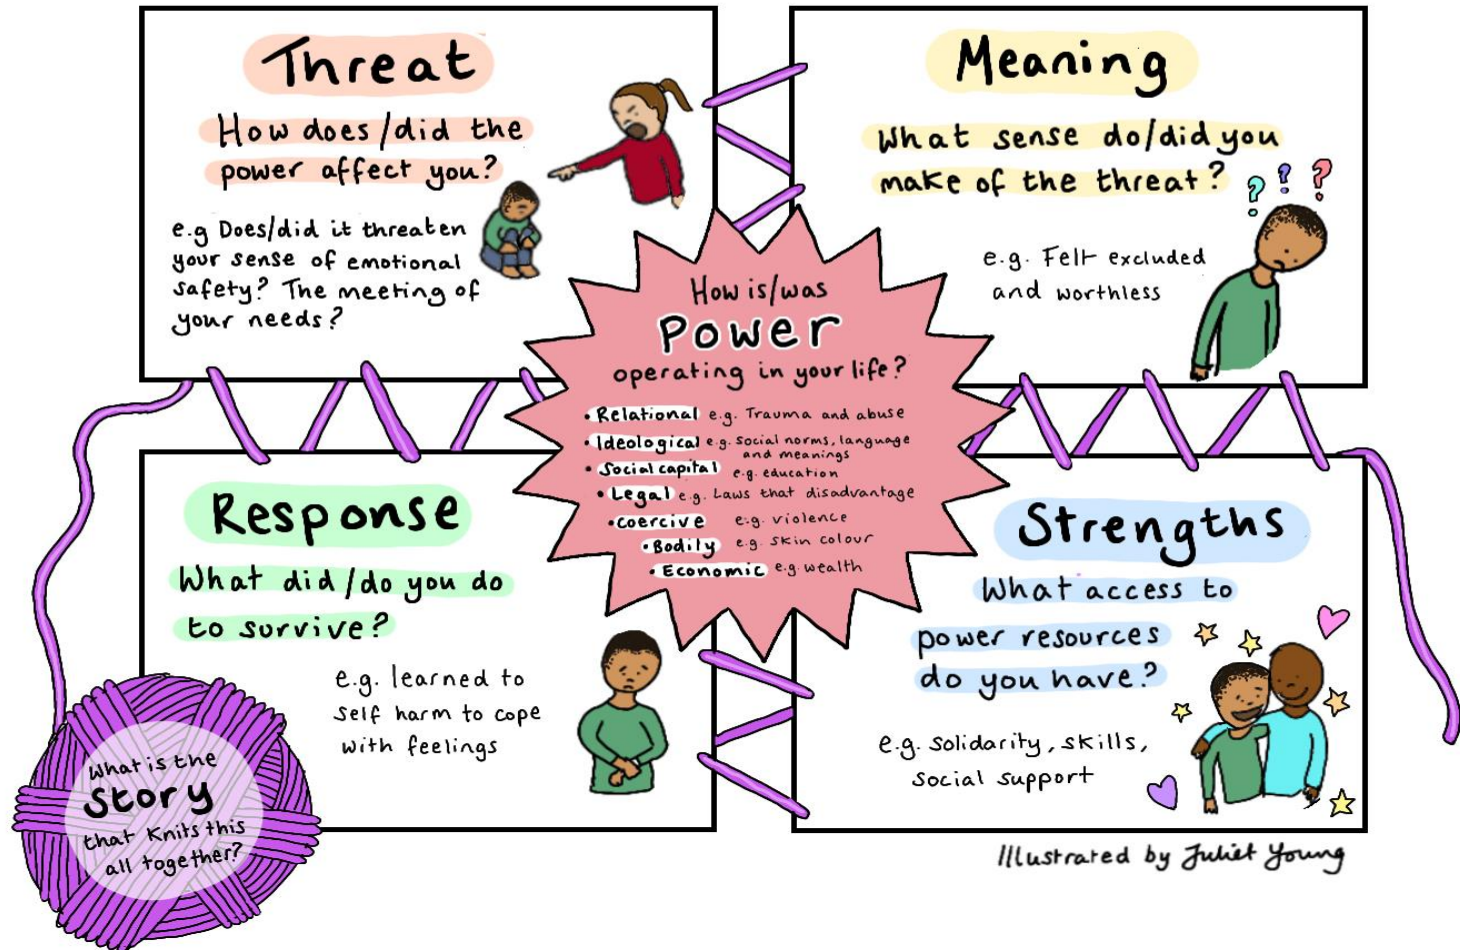 Threat
How does/did the
power affect you?
e.g Does/did it threaten
your sense of emotional
safety? The meeting of
your needs?
Meaning
What sense do/did you
make of the threat?
? ? ?
e.g. Felt excluded
and worthless
How is/was
Power
operating in your life?
• Relational e.g. Trauma and abuse
• Ideological e.g. social norms, language
and meanings
• Social capital e.g. education
• Legal e.g. Laws that disadvantage
• Coercive e.g. violence
• Bodily e.g. skin colour
• Economic e.g. wealth
Response
What did/do you do
to survive?
e.g. learned to
self harm to cope
with feelings
Strengths
What access to
power resources
do you have?
e.g. solidarity, skills,
social support
What is the
Story
that knits this
all together?
Illustrated by Juliet Young